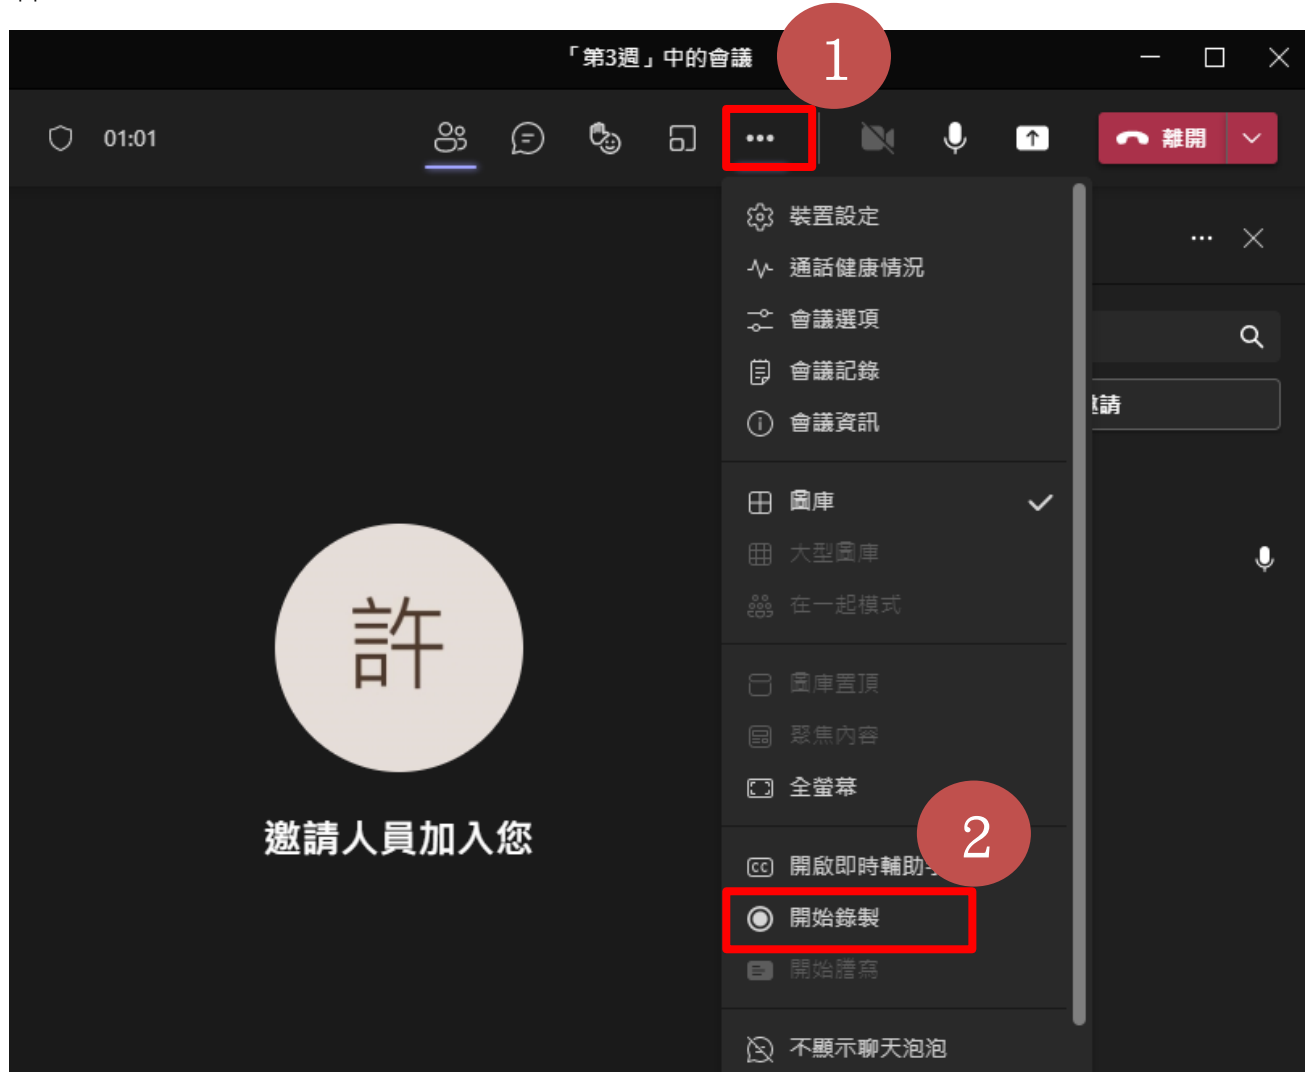 「第3週」中的會議
1
01:01
離開
裝置設定
通話健康情況
會議選項
會議記錄
會議資訊
請
圖庫
大型圖庫
在一起模式
許
圖庫置頂
聚焦內容
全螢幕
邀請人員加入您
2
CC 開啟即時輔助
開始錄製
開始謄寫
不顯示聊天泡泡